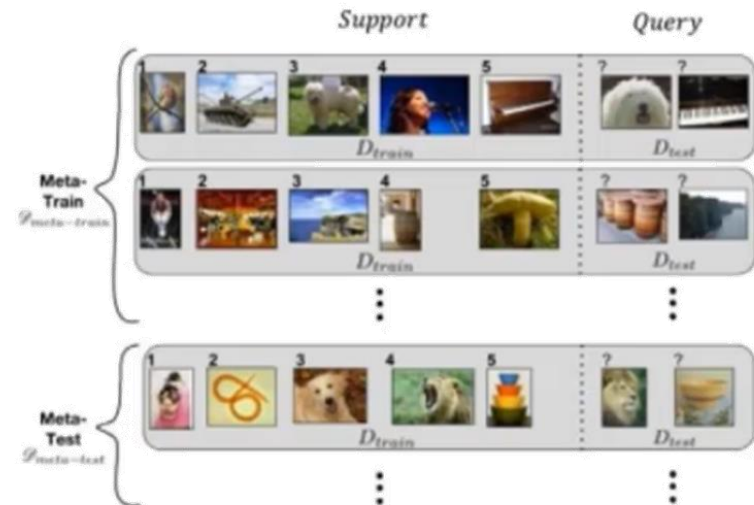 Support Query
1 2 3 4 5 ? ?
D_train D_test
Meta-
Train
𝒟_meta-train
1 2 3 4 5 ? ?
D_train D_test
1 2 3 4 5 ? ?
Meta-
Test
𝒟_meta-test
D_train D_test